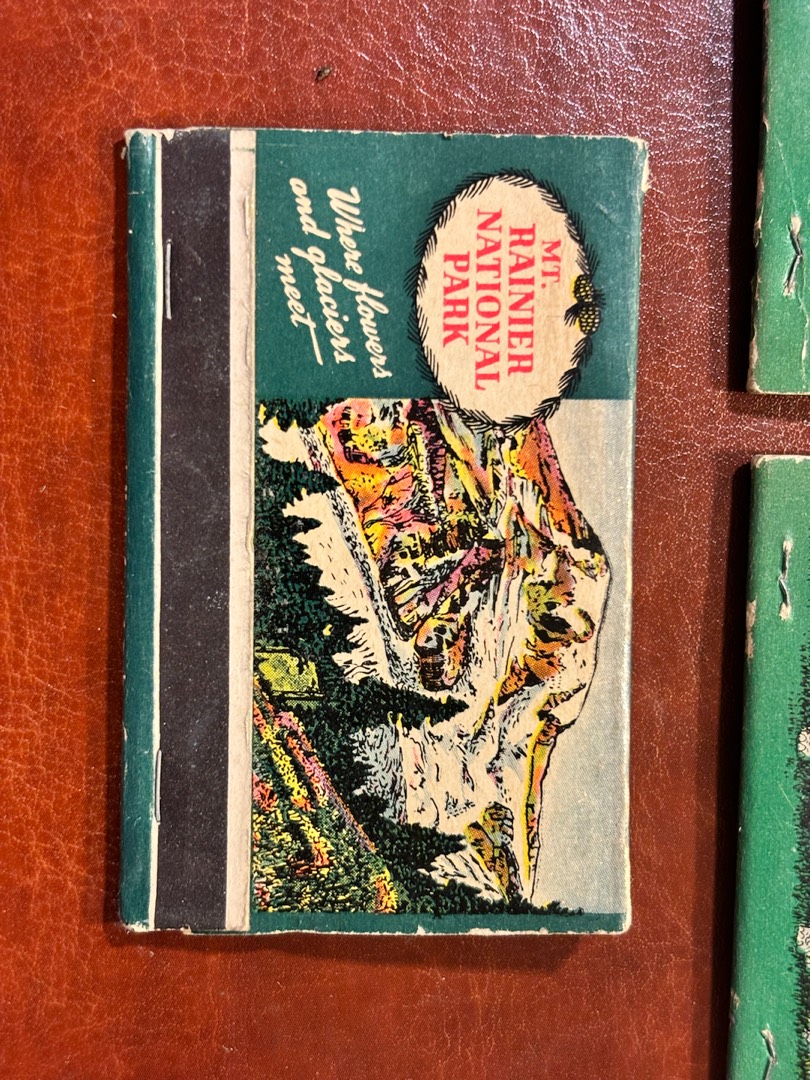 MT.
RAINIER
NATIONAL
PARK
Where flowers
and glaciers
meet—